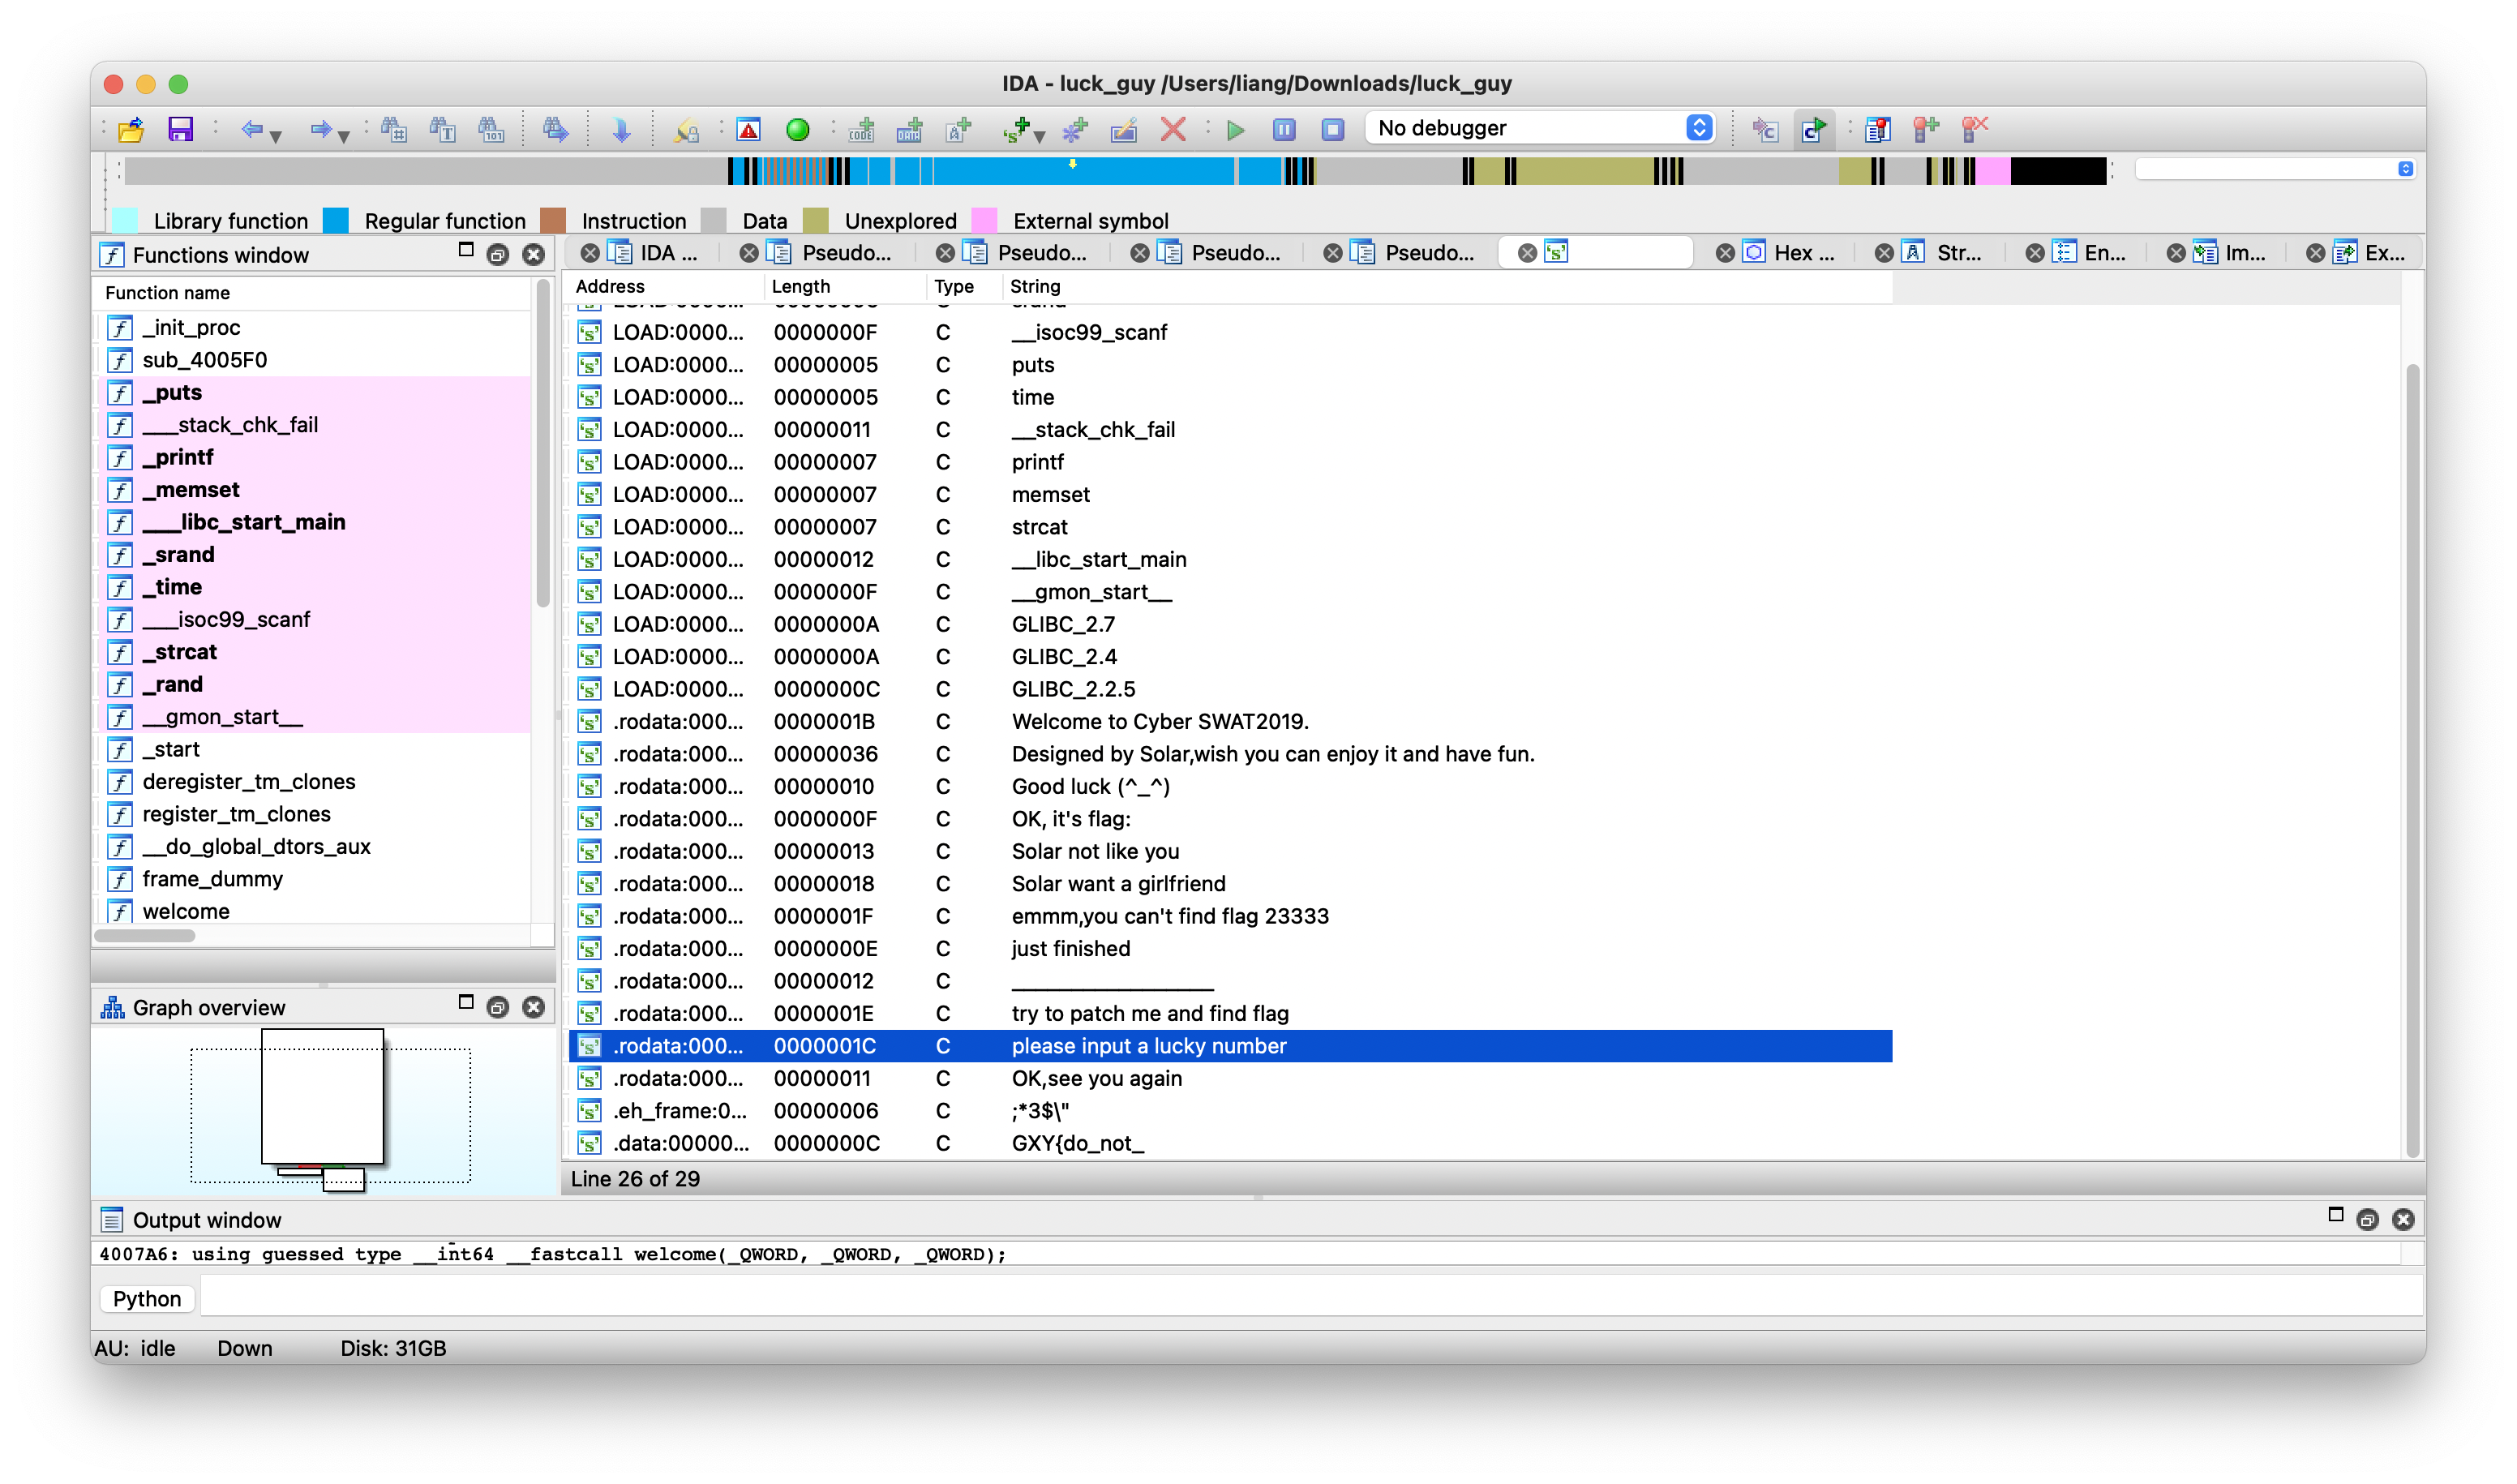 IDA - luck_guy /Users/liang/Downloads/luck_guy
No debugger
Library function Regular function Instruction Data Unexplored External symbol
Functions window
IDA ... Pseudo... Pseudo... Pseudo... Pseudo... Hex ... Str... En... Im... Ex...
Function name
_init_proc
sub_4005F0
_puts
___stack_chk_fail
_printf
_memset
___libc_start_main
_srand
_time
___isoc99_scanf
_strcat
_rand
__gmon_start__
_start
deregister_tm_clones
register_tm_clones
__do_global_dtors_aux
frame_dummy
welcome
Graph overview
Address Length Type String
LOAD:0000... 0000000F C __isoc99_scanf
LOAD:0000... 00000005 C puts
LOAD:0000... 00000005 C time
LOAD:0000... 00000011 C __stack_chk_fail
LOAD:0000... 00000007 C printf
LOAD:0000... 00000007 C memset
LOAD:0000... 00000007 C strcat
LOAD:0000... 00000012 C __libc_start_main
LOAD:0000... 0000000F C __gmon_start__
LOAD:0000... 0000000A C GLIBC_2.7
LOAD:0000... 0000000A C GLIBC_2.4
LOAD:0000... 0000000C C GLIBC_2.2.5
.rodata:000... 0000001B C Welcome to Cyber SWAT2019.
.rodata:000... 00000036 C Designed by Solar,wish you can enjoy it and have fun.
.rodata:000... 00000010 C Good luck (^_^)
.rodata:000... 0000000F C OK, it's flag:
.rodata:000... 00000013 C Solar not like you
.rodata:000... 00000018 C Solar want a girlfriend
.rodata:000... 0000001F C emmm,you can't find flag 23333
.rodata:000... 0000000E C just finished
.rodata:000... 00000012 C _________________
.rodata:000... 0000001E C try to patch me and find flag
.rodata:000... 0000001C C please input a lucky number
.rodata:000... 00000011 C OK,see you again
.eh_frame:0... 00000006 C ;*3$\"
.data:00000... 0000000C C GXY{do_not_
Line 26 of 29
Output window
4007A6: using guessed type __int64 __fastcall welcome(_QWORD, _QWORD, _QWORD);
Python
AU: idle Down Disk: 31GB